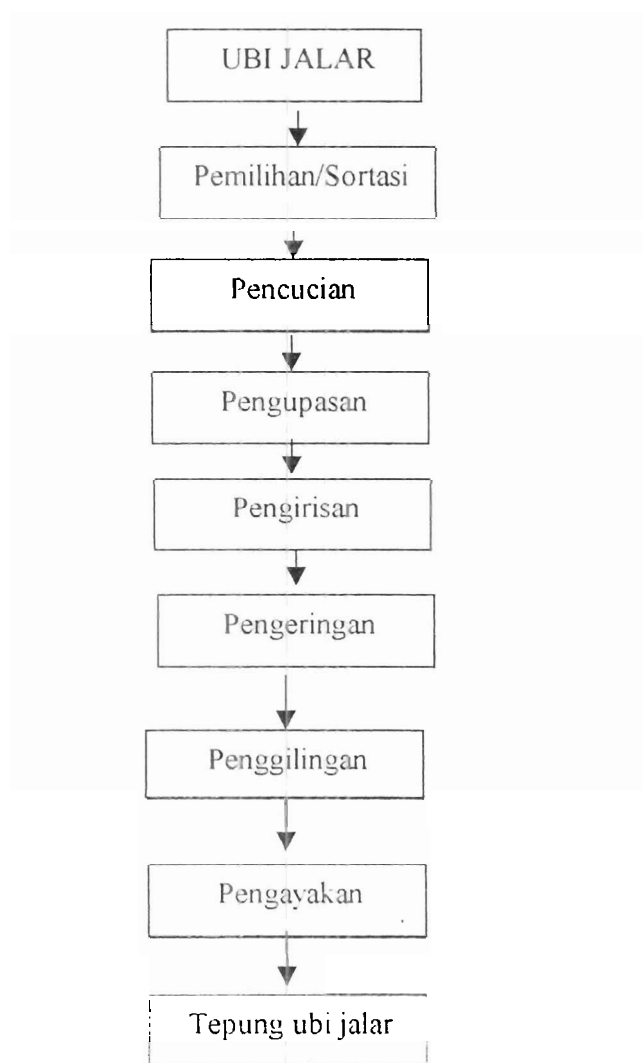 UBI JALAR
Pemilihan/Sortasi
Pencucian
Pengupasan
Pengirisan
Pengeringan
Penggilingan
Pengayakan
Tepung ubi jalar